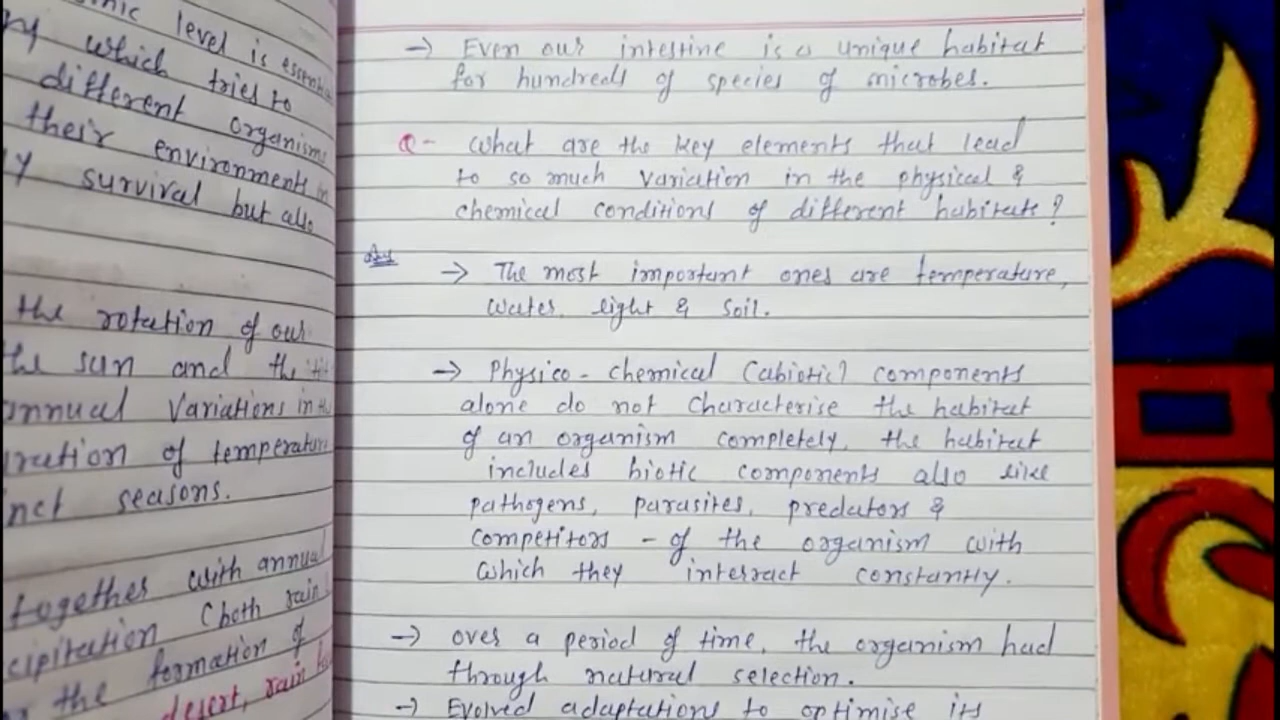 level is
which tries to
different organisms
their environments in
y survival but also
the rotation of our
the sun and the
annual Variations in the
of temperature
seasons.
together with annual
(both rain
the formation of
desert, rain
→ Even our intestine is a unique habitat
for hundreds of species of microbes.
Q - What are the key elements that lead
to so much variation in the physical &
chemical conditions of different habitats?
Ans
→ The most important ones are temperature,
water, light & soil.
→ Physico - chemical (abiotic) components
alone do not characterise the habitat
of an organism completely, the habitat
includes biotic components also like
pathogens, parasites, predators &
competitors - of the organism with
which they interract constantly.
→ over a period of time, the organism had
through natural selection.
→ Evolved adaptations to optimise its